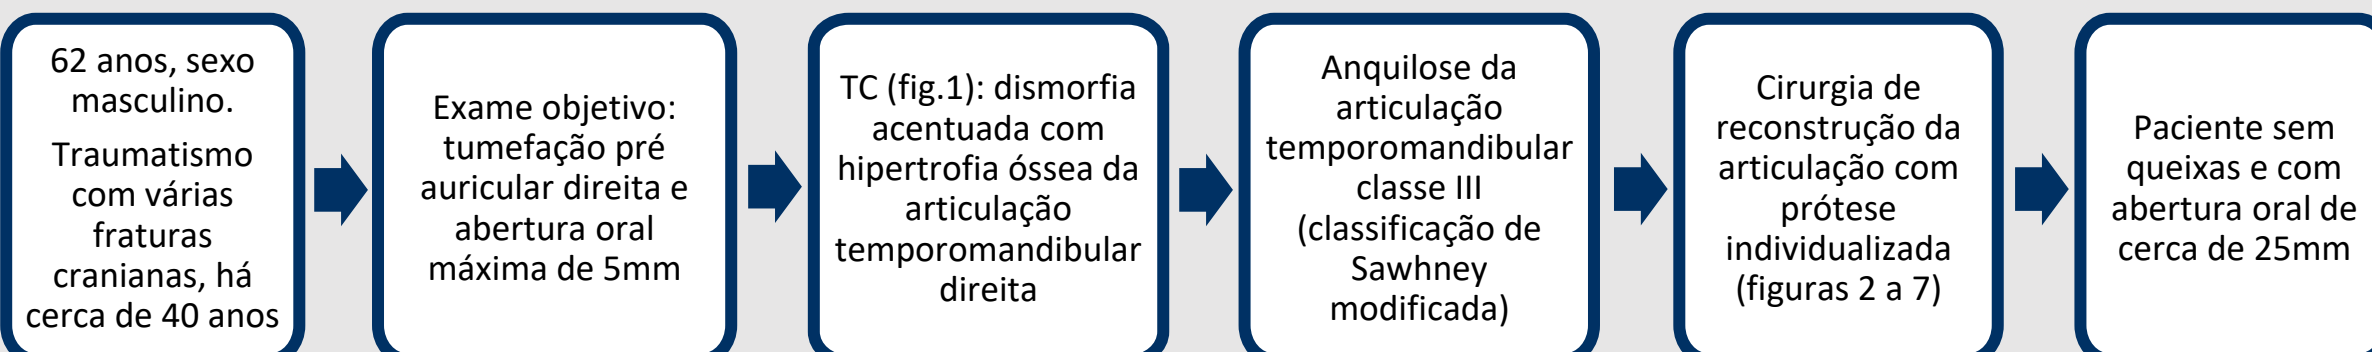 62 anos, sexo
masculino.
Traumatismo
com várias
fraturas
cranianas, há
cerca de 40 anos
Exame objetivo:
tumefação pré
auricular direita e
abertura oral
máxima de 5mm
TC (fig.1): dismorfia
acentuada com
hipertrofia óssea da
articulação
temporomandibular
direita
Anquilose da
articulação
temporomandibular
classe III
(classificação de
Sawhney
modificada)
Cirurgia de
reconstrução da
articulação com
prótese
individualizada
(figuras 2 a 7)
Paciente sem
queixas e com
abertura oral de
cerca de 25mm